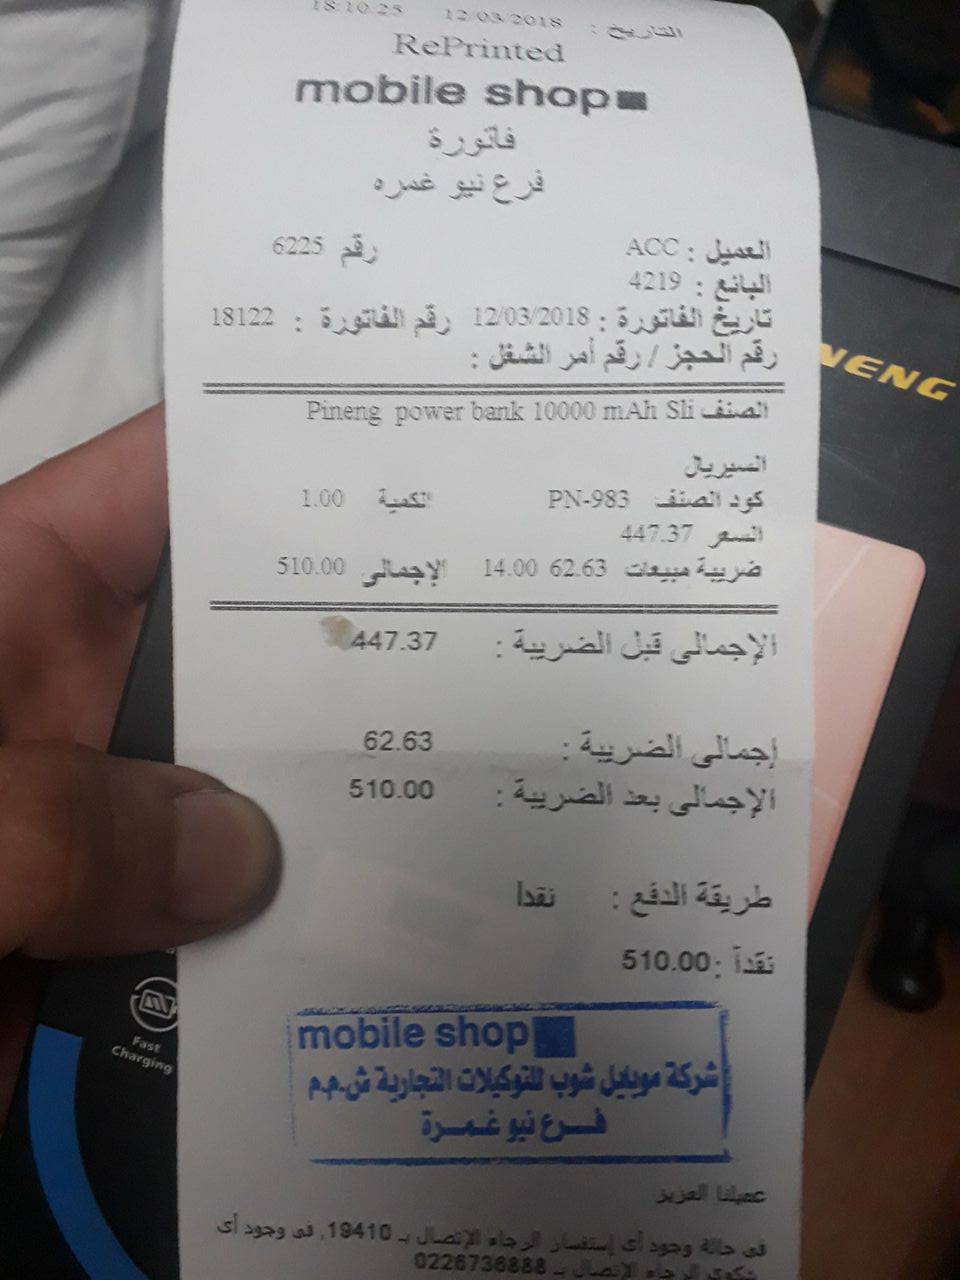 التاريخ : 12/03/2018 18:10:25
RePrinted
mobile shop
فاتورة
فرع نيو غمره
العميل : ACC رقم 6225
البائع : 4219
تاريخ الفاتورة : 12/03/2018 رقم الفاتورة : 18122
رقم الحجز / رقم أمر الشغل :
الصنف Pineng power bank 10000 mAh Sli
السيريال
كود الصنف PN-983 الكمية 1.00
السعر 447.37
ضريبة مبيعات 62.63 14.00 الإجمالى 510.00
الإجمالى قبل الضريبة : 447.37
إجمالى الضريبة : 62.63
الإجمالى بعد الضريبة : 510.00
طريقة الدفع : نقدا
نقدآ : 510.00
mobile shop
شركة موبايل شوب للتوكيلات التجارية ش.م.م
فرع نيو غمرة
عميلنا العزيز
فى حالة وجود أى إستفسار الرجاء الإتصال بـ 19410, فى وجود أى
شكوى الرجاء الإتصال بـ 0226736888
NENG
Fast
Charging